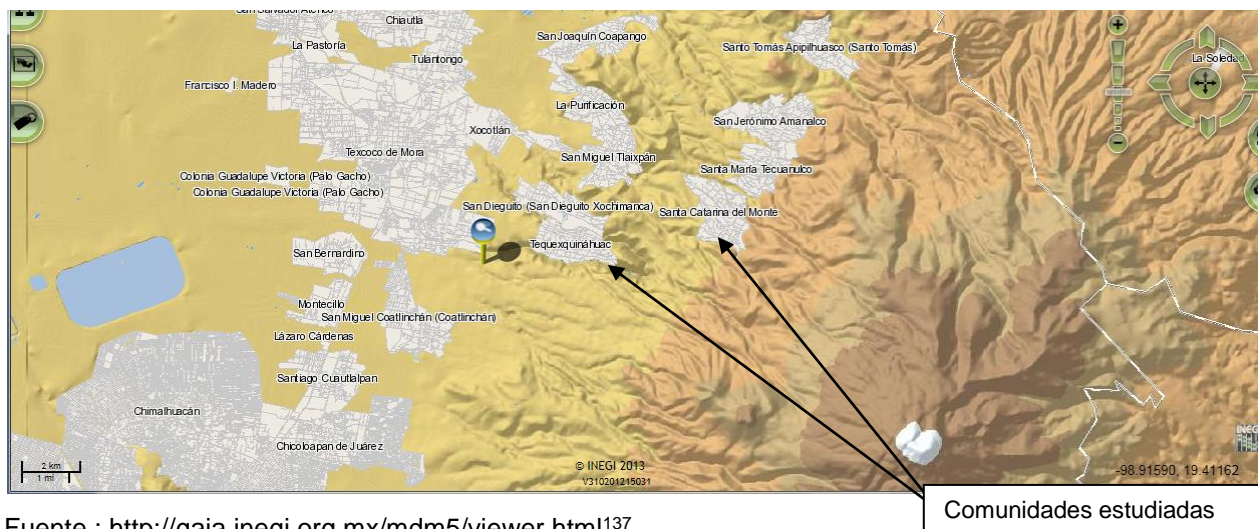 San Salvador Atenco
Chiautla
La Pastoría
Tulantongo
San Joaquín Coapango
Santo Tomás Apipilhuasco (Santo Tomás)
La Soledad
Francisco I. Madero
La Purificación
San Jerónimo Amanalco
Xocotlán
Texcoco de Mora
San Miguel Tlaixpán
Santa María Tecuanulco
Colonia Guadalupe Victoria (Palo Gacho)
Colonia Guadalupe Victoria (Palo Gacho)
San Dieguito (San Dieguito Xochimanca)
Santa Catarina del Monte
Tequexquináhuac
San Bernardino
Montecillo
San Miguel Coatlinchán (Coatlinchán)
Lázaro Cárdenas
Santiago Cuautlalpan
Chimalhuacán
Chicoloapan de Juárez
2 km
1 mi
© INEGI 2013
V310201215031
INEGI
-98.91590, 19.41162
Comunidades estudiadas
Fuente : http://gaia.inegi.org.mx/mdm5/viewer.html137